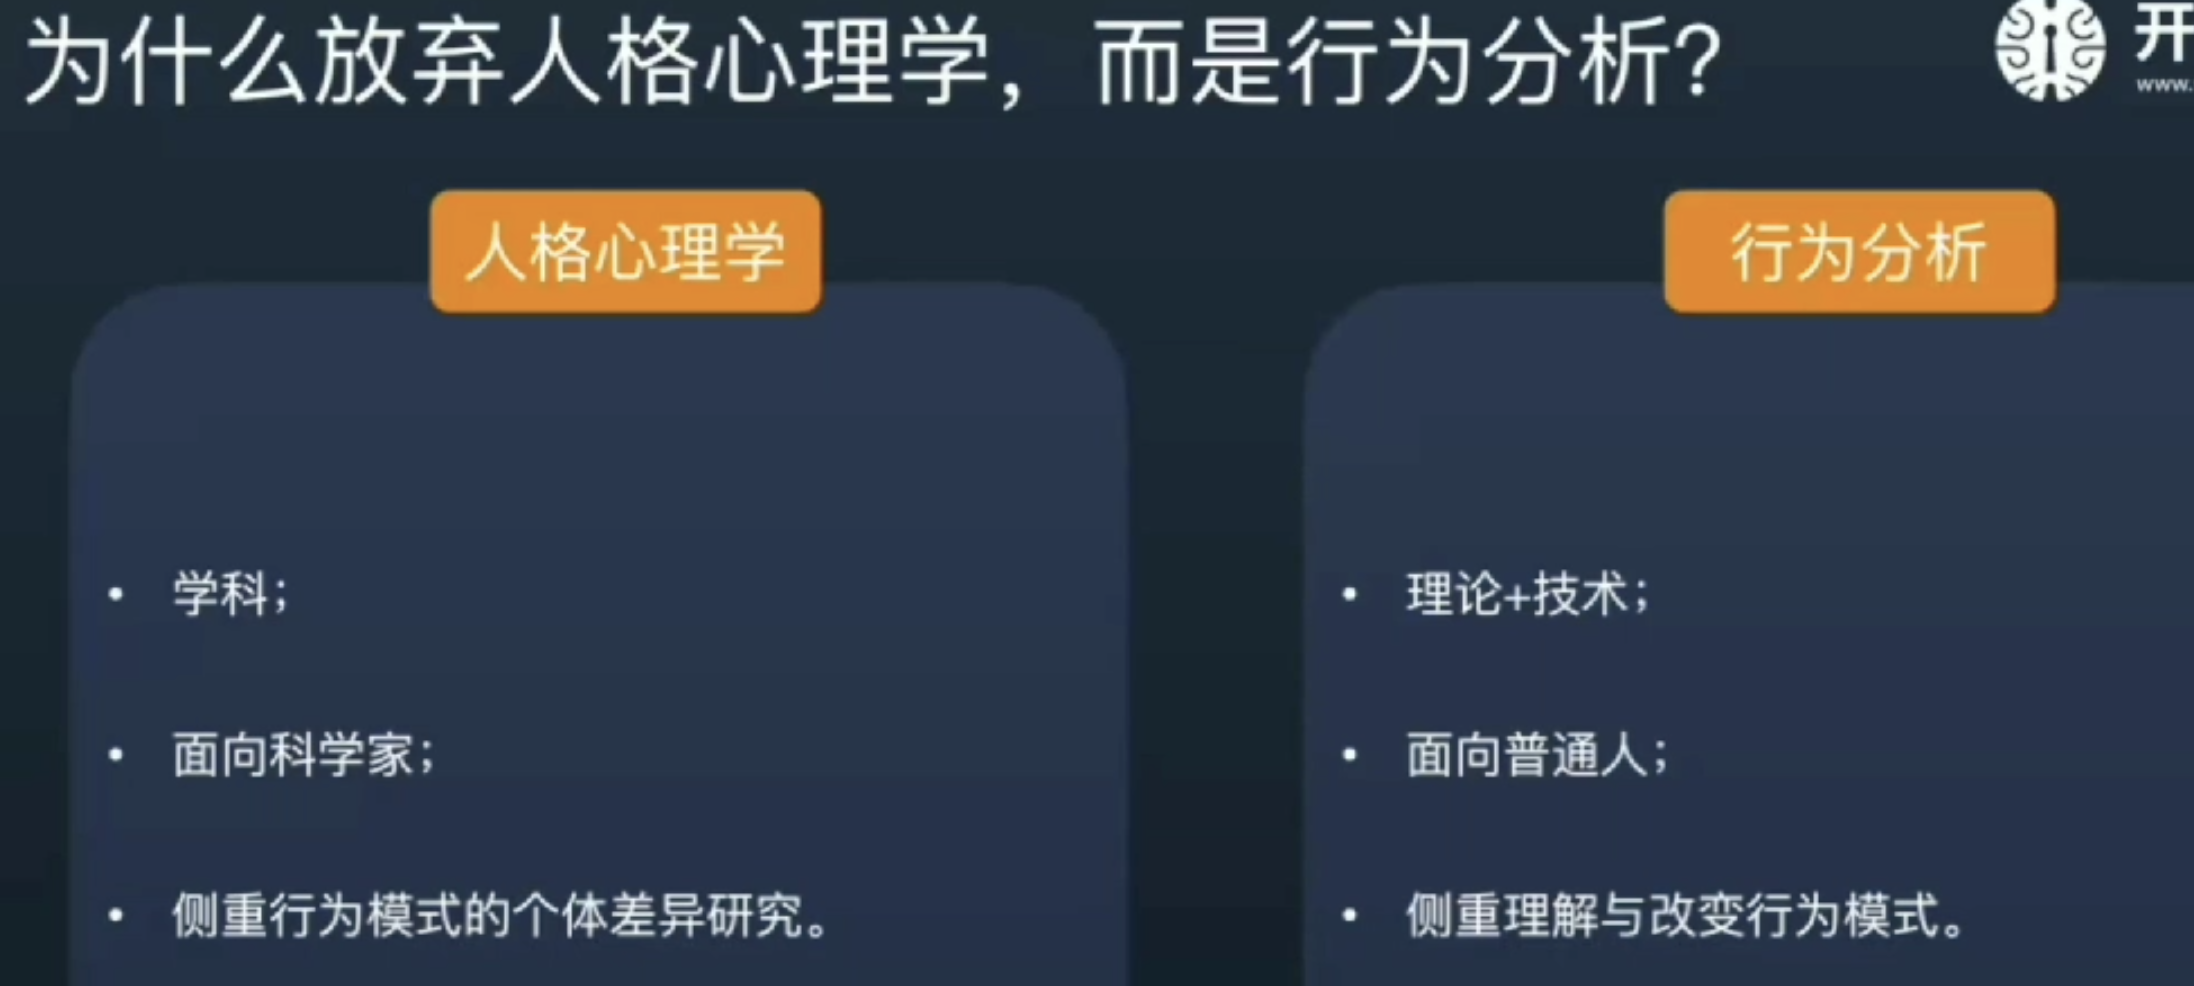 为什么放弃人格心理学，而是行为分析？
开
www.
人格心理学
• 学科；
• 面向科学家；
• 侧重行为模式的个体差异研究。
行为分析
• 理论+技术；
• 面向普通人；
• 侧重理解与改变行为模式。